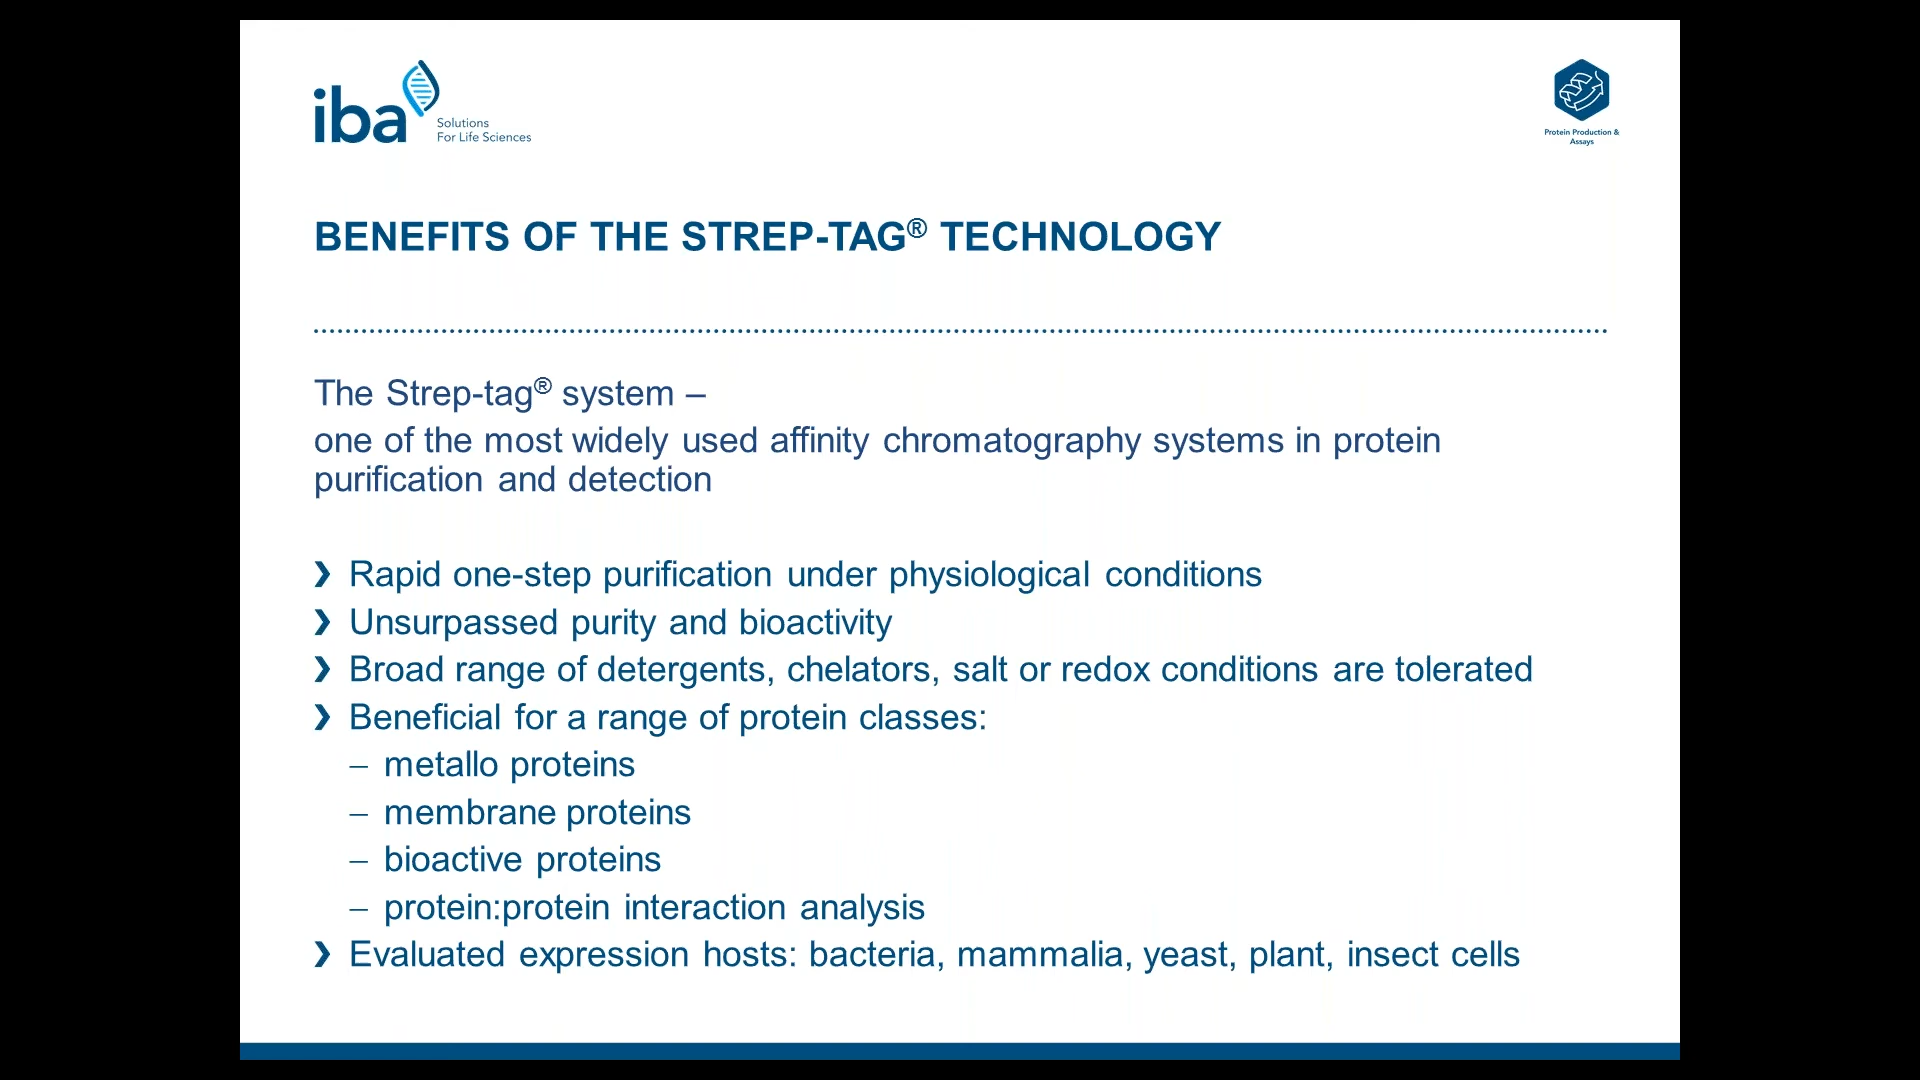 iba
Solutions
For Life Sciences
Protein Production &
Assays
BENEFITS OF THE STREP-TAG® TECHNOLOGY
The Strep-tag® system –
one of the most widely used affinity chromatography systems in protein
purification and detection
❯ Rapid one-step purification under physiological conditions
❯ Unsurpassed purity and bioactivity
❯ Broad range of detergents, chelators, salt or redox conditions are tolerated
❯ Beneficial for a range of protein classes:
– metallo proteins
– membrane proteins
– bioactive proteins
– protein:protein interaction analysis
❯ Evaluated expression hosts: bacteria, mammalia, yeast, plant, insect cells